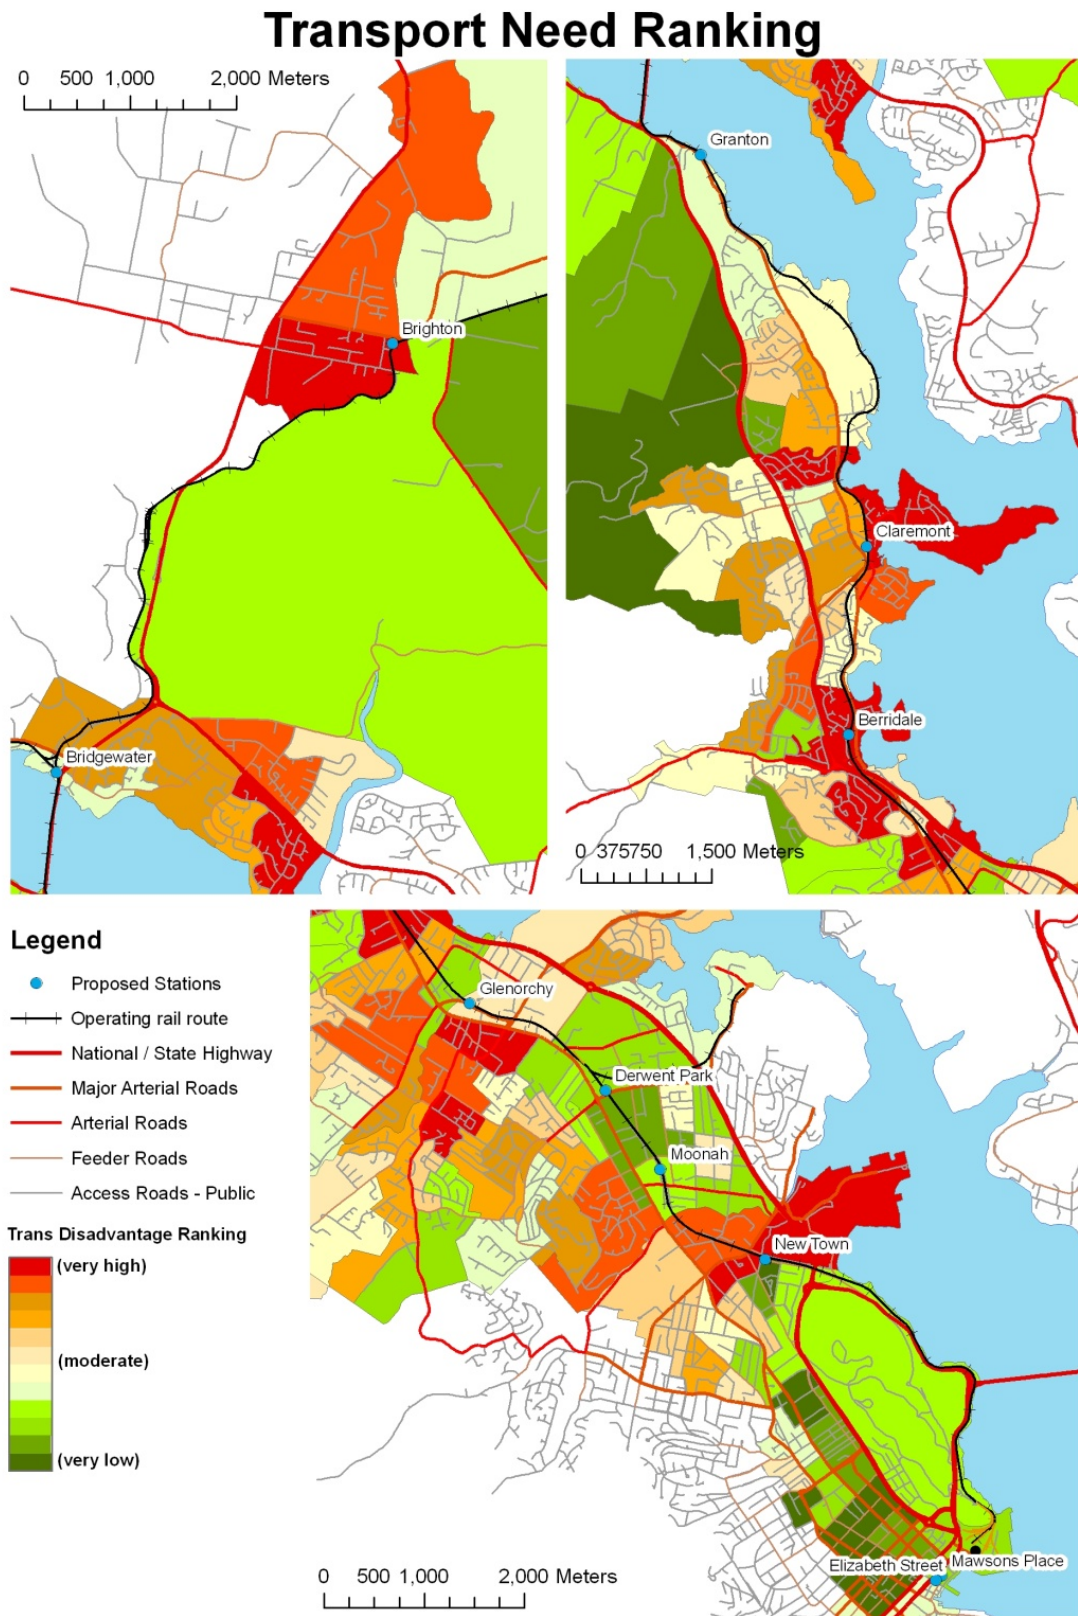 Transport Need Ranking
0 500 1,000 2,000 Meters
Brighton
Bridgewater
Granton
Claremont
Berridale
0 375750 1,500 Meters
Legend
Proposed Stations
Operating rail route
National / State Highway
Major Arterial Roads
Arterial Roads
Feeder Roads
Access Roads - Public
Trans Disadvantage Ranking
(very high)
(moderate)
(very low)
Glenorchy
Derwent Park
Moonah
New Town
Elizabeth Street
Mawsons Place
0 500 1,000 2,000 Meters